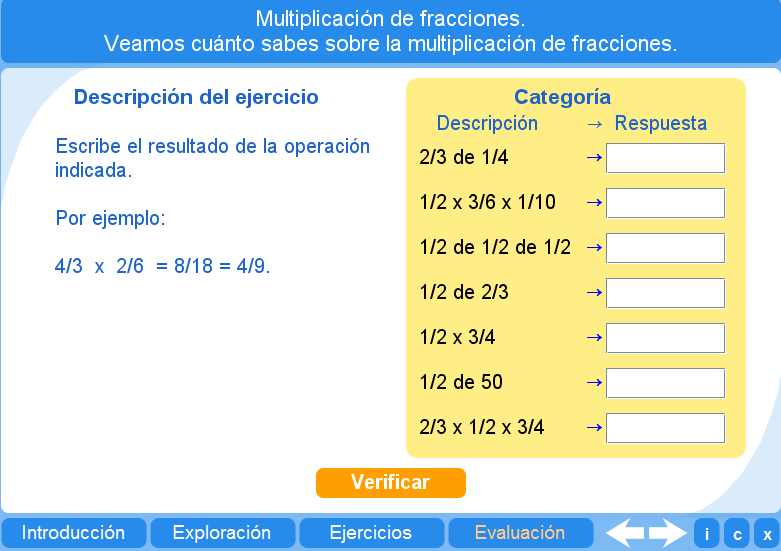 Multiplicación de fracciones.
Veamos cuánto sabes sobre la multiplicación de fracciones.
Descripción del ejercicio
Escribe el resultado de la operación
indicada.
Por ejemplo:
4/3 x 2/6 = 8/18 = 4/9.
Categoría
Descripción → Respuesta
2/3 de 1/4 →
1/2 x 3/6 x 1/10 →
1/2 de 1/2 de 1/2 →
1/2 de 2/3 →
1/2 x 3/4 →
1/2 de 50 →
2/3 x 1/2 x 3/4 →
Verificar
Introducción Exploración Ejercicios Evaluación i c x